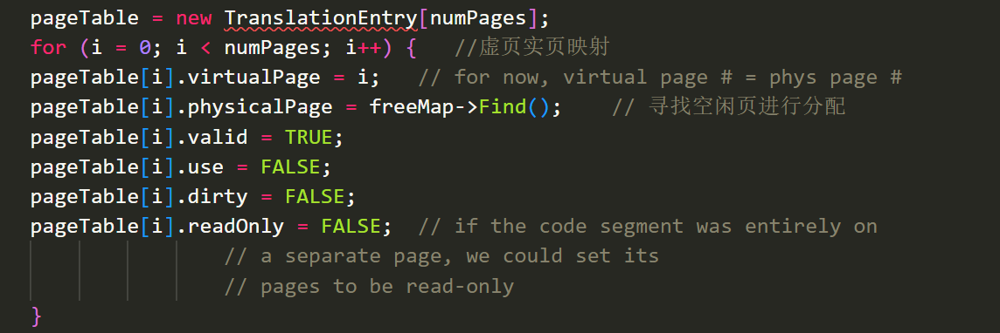 pageTable = new TranslationEntry[numPages];
for (i = 0; i < numPages; i++) {   //虚页实页映射
pageTable[i].virtualPage = i;   // for now, virtual page # = phys page #
pageTable[i].physicalPage = freeMap->Find();    // 寻找空闲页进行分配
pageTable[i].valid = TRUE;
pageTable[i].use = FALSE;
pageTable[i].dirty = FALSE;
pageTable[i].readOnly = FALSE;  // if the code segment was entirely on
                // a separate page, we could set its
                // pages to be read-only
}